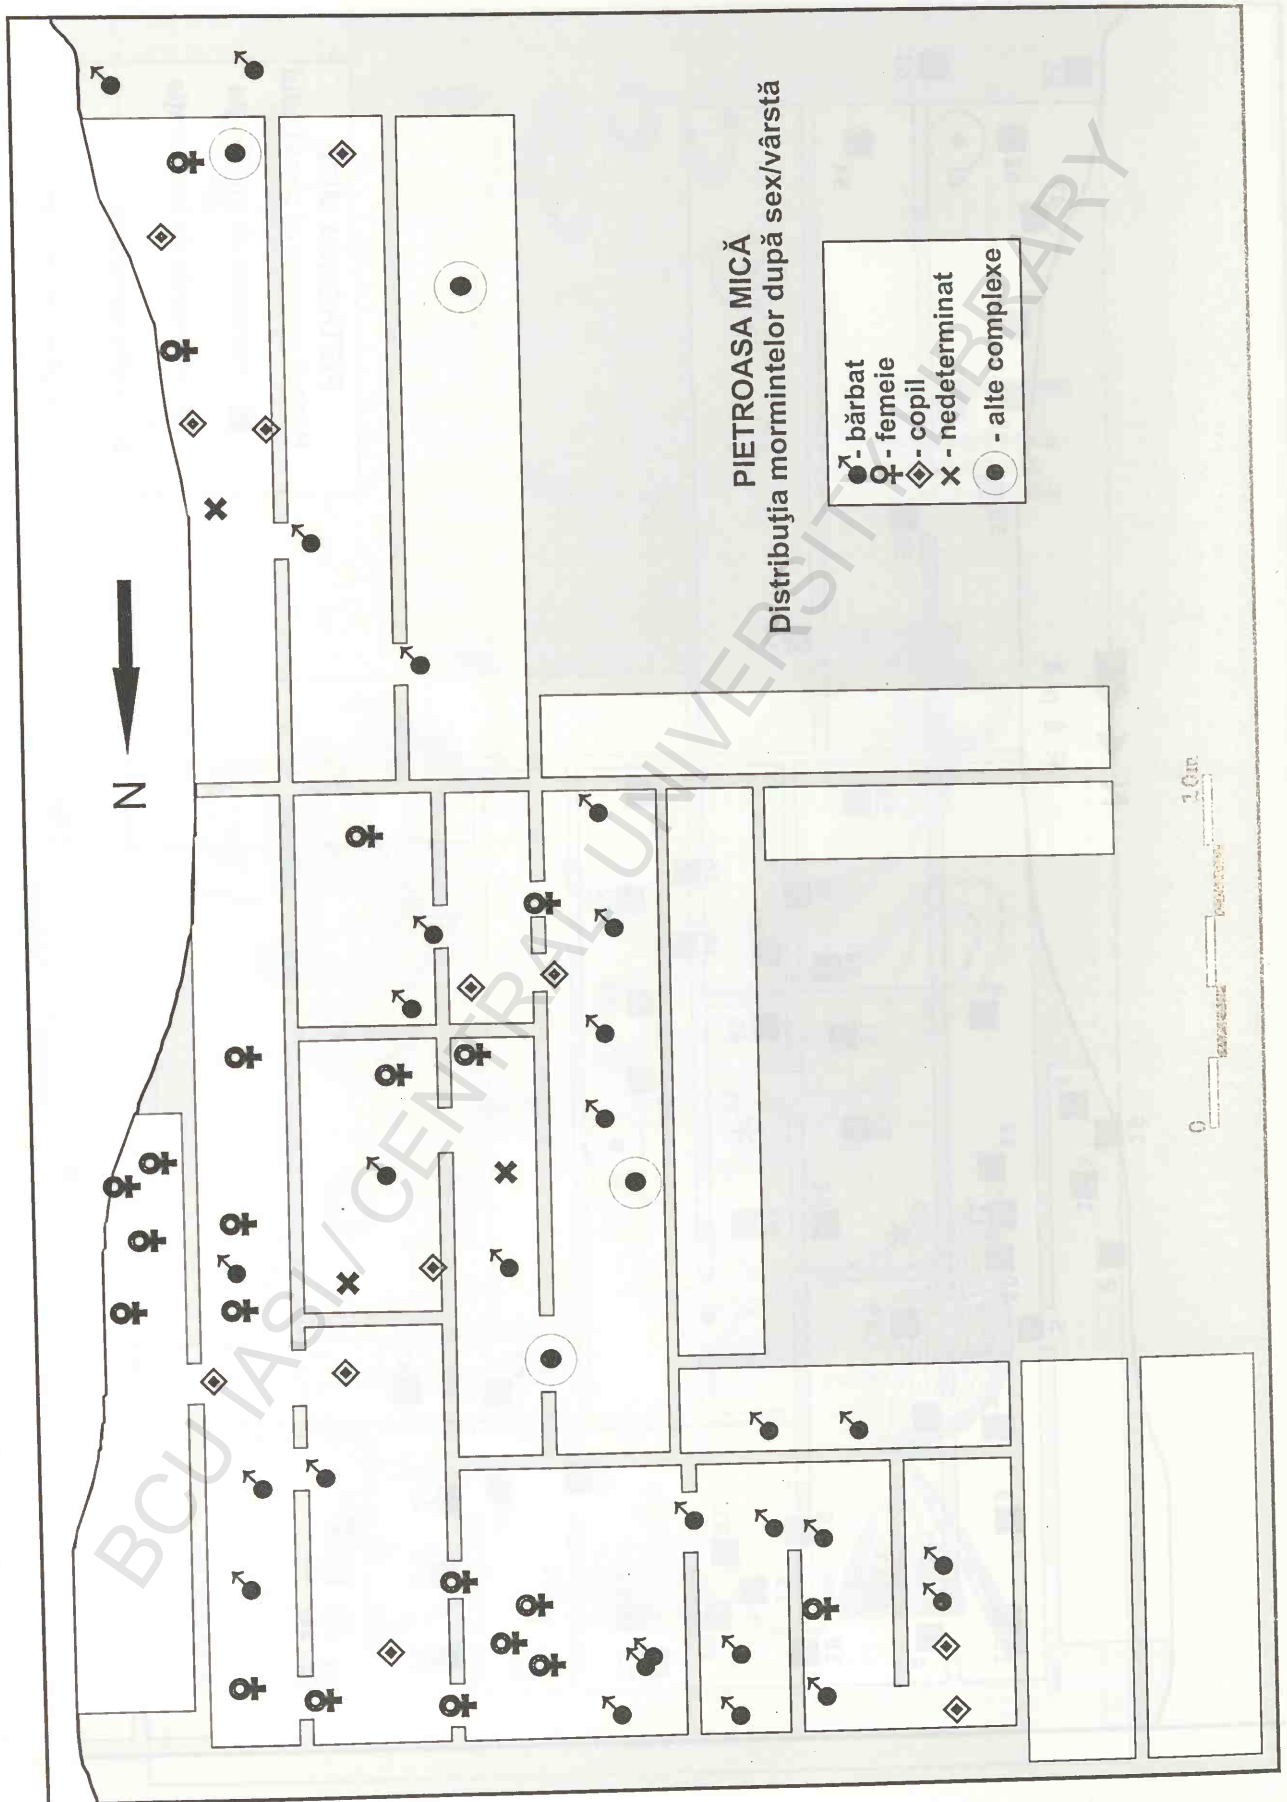 PIETROASA MICĂ
Distribuția mormintelor după sex/vârstă
- bărbat
- femeie
- copil
- nedeterminat
- alte complexe
N
0 10m
BCU IASI / CENTRAL UNIVERSITY LIBRARY